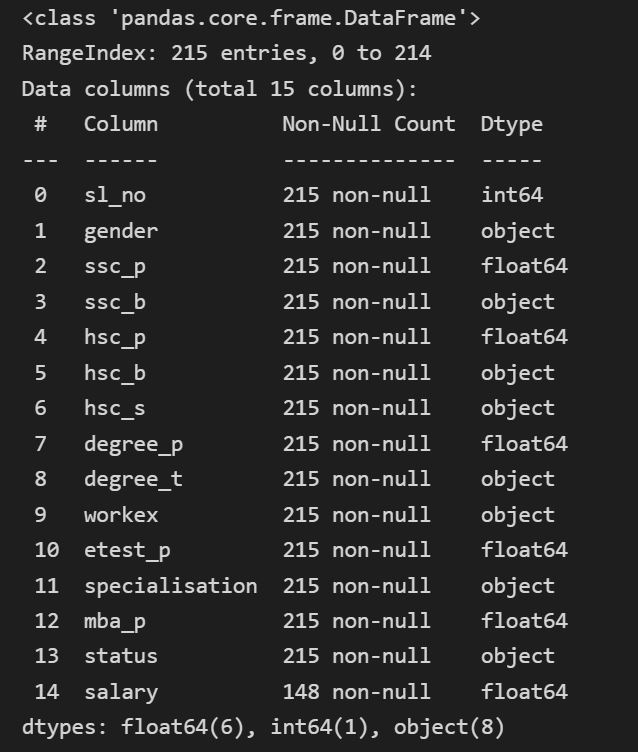 <class 'pandas.core.frame.DataFrame'>
RangeIndex: 215 entries, 0 to 214
Data columns (total 15 columns):
 #   Column          Non-Null Count  Dtype
---  ------          --------------  -----
 0   sl_no           215 non-null    int64
 1   gender          215 non-null    object
 2   ssc_p           215 non-null    float64
 3   ssc_b           215 non-null    object
 4   hsc_p           215 non-null    float64
 5   hsc_b           215 non-null    object
 6   hsc_s           215 non-null    object
 7   degree_p        215 non-null    float64
 8   degree_t        215 non-null    object
 9   workex          215 non-null    object
 10  etest_p         215 non-null    float64
 11  specialisation  215 non-null    object
 12  mba_p           215 non-null    float64
 13  status          215 non-null    object
 14  salary          148 non-null    float64
dtypes: float64(6), int64(1), object(8)